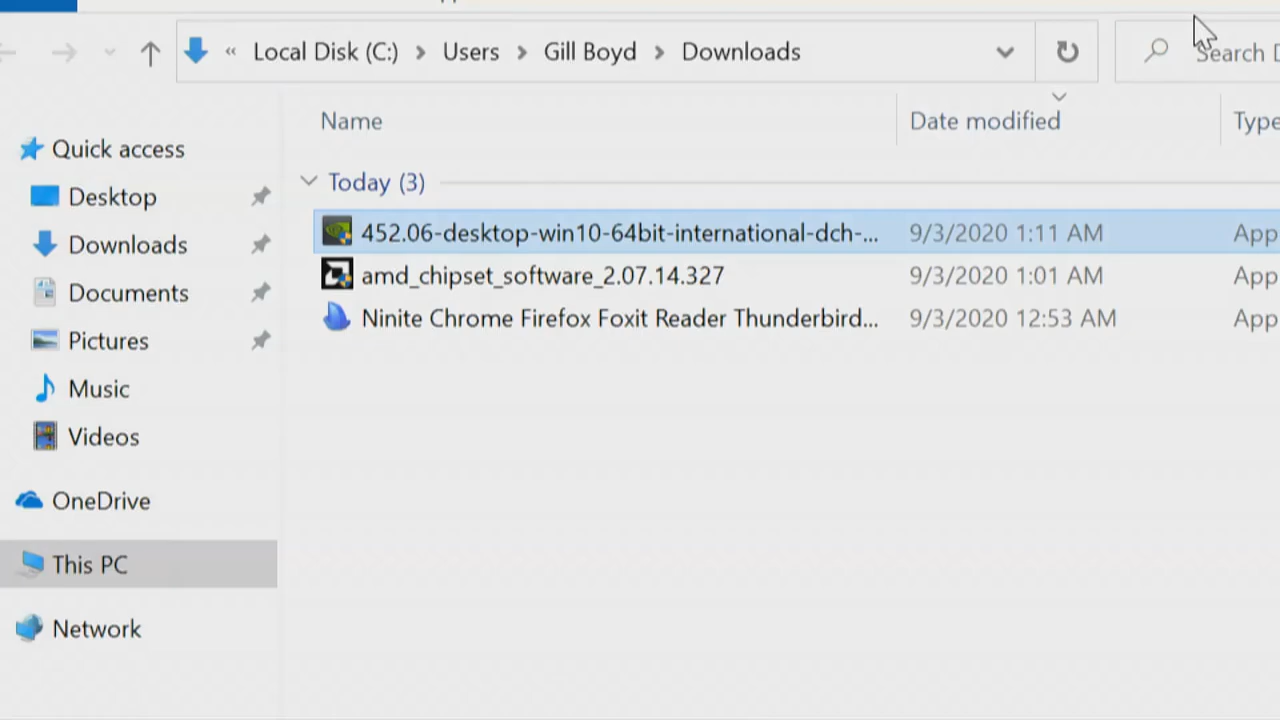 « Local Disk (C:) > Users > Gill Boyd > Downloads
Search D
Name Date modified Type
Quick access
Today (3)
Desktop
452.06-desktop-win10-64bit-international-dch-... 9/3/2020 1:11 AM App
Downloads
amd_chipset_software_2.07.14.327 9/3/2020 1:01 AM App
Documents
Ninite Chrome Firefox Foxit Reader Thunderbird... 9/3/2020 12:53 AM App
Pictures
Music
Videos
OneDrive
This PC
Network